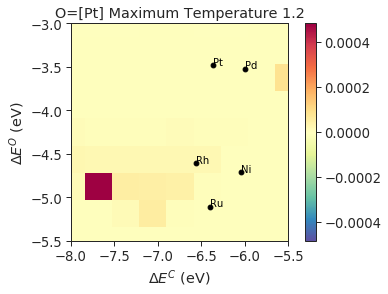 O=[Pt] Maximum Temperature 1.2
−3.0
−3.5
−4.0
−4.5
−5.0
−5.5
ΔE^O (eV)
Pt
Pd
Rh
Ni
Ru
−8.0 −7.5 −7.0 −6.5 −6.0 −5.5
ΔE^C (eV)
0.0004
0.0002
0.0000
−0.0002
−0.0004